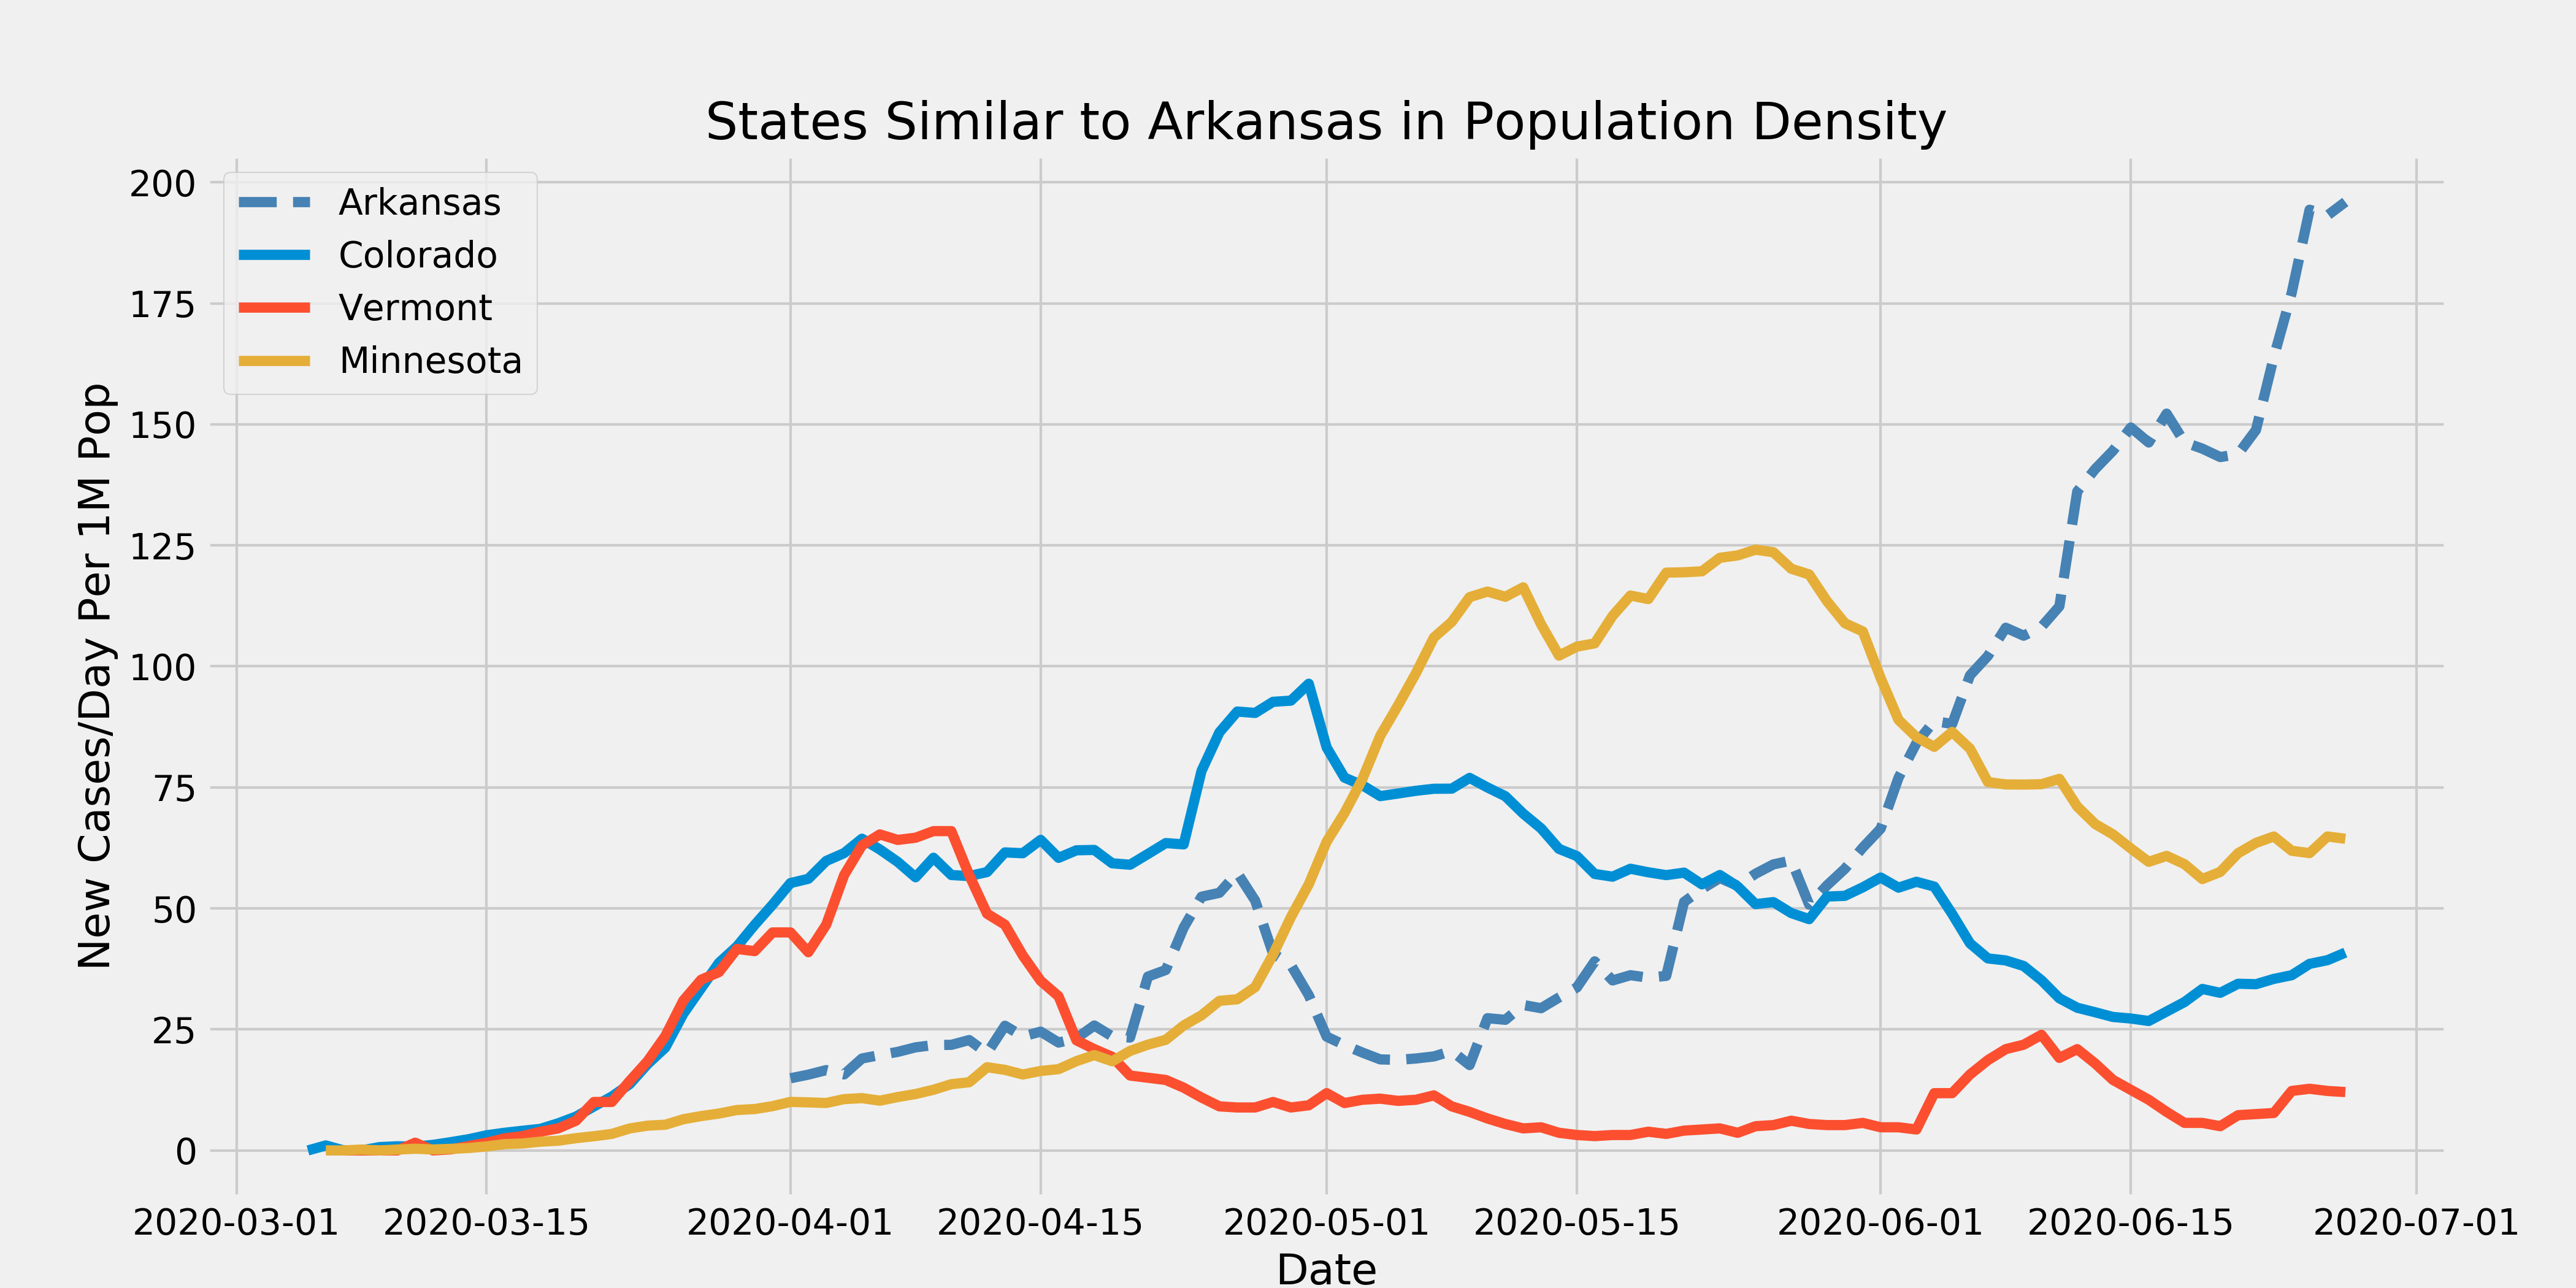 States Similar to Arkansas in Population Density
Arkansas
Colorado
Vermont
Minnesota
New Cases/Day Per 1M Pop
200
175
150
125
100
75
50
25
0
2020-03-01 2020-03-15 2020-04-01 2020-04-15 2020-05-01 2020-05-15 2020-06-01 2020-06-15 2020-07-01
Date